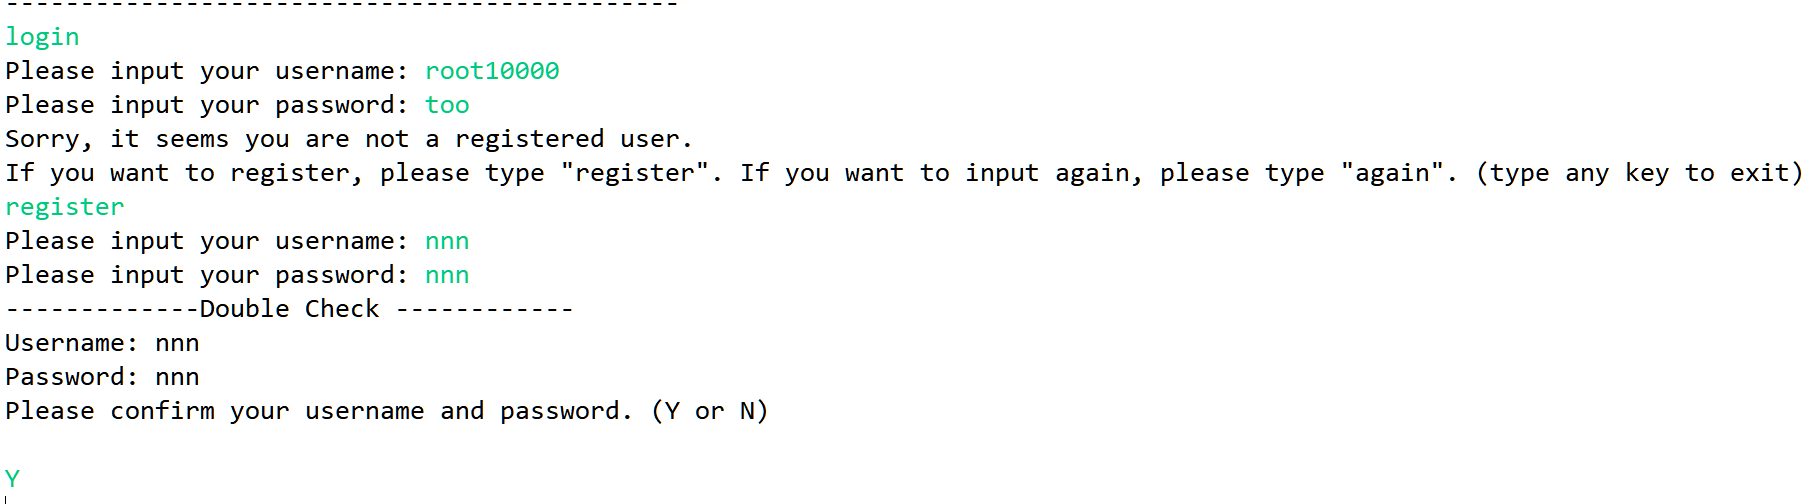 ---------------------------------------------
login
Please input your username: root10000
Please input your password: too
Sorry, it seems you are not a registered user.
If you want to register, please type "register". If you want to input again, please type "again". (type any key to exit)
register
Please input your username: nnn
Please input your password: nnn
-------------Double Check ------------
Username: nnn
Password: nnn
Please confirm your username and password. (Y or N)
Y